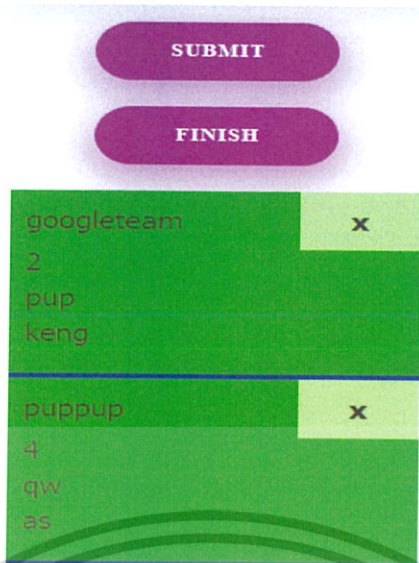 SUBMIT
FINISH
googleteam x
2
pup
keng
puppup x
4
qw
as